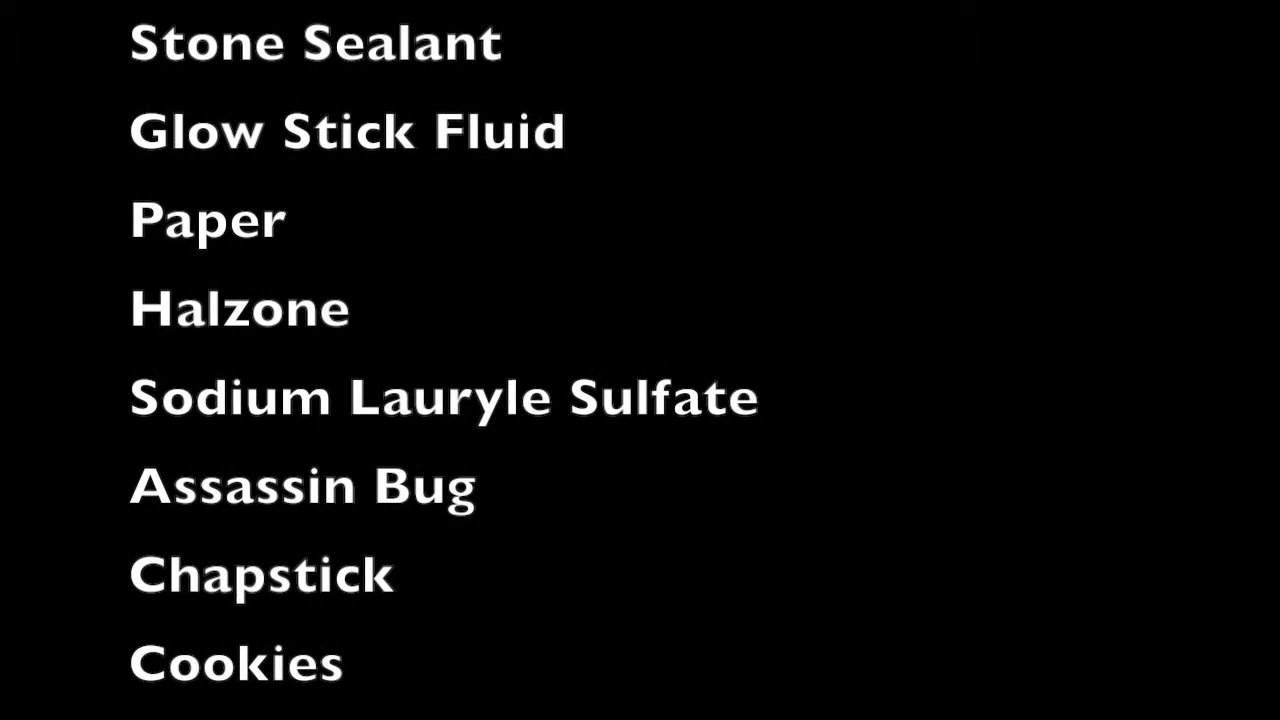 Stone Sealant
Glow Stick Fluid
Paper
Halzone
Sodium Lauryle Sulfate
Assassin Bug
Chapstick
Cookies